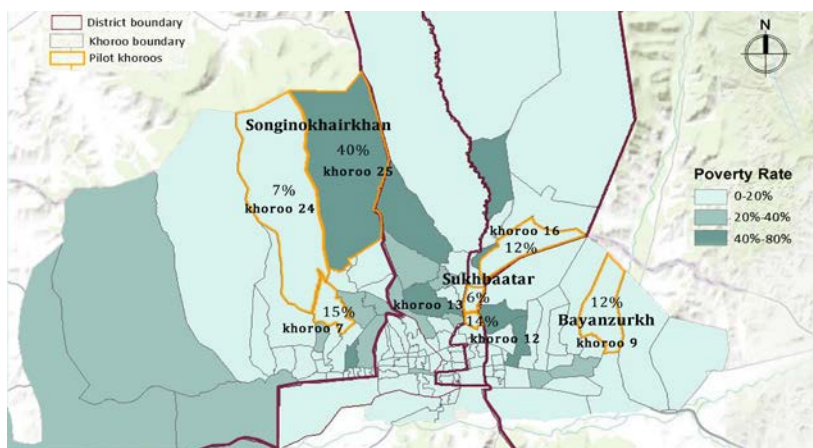 District boundary
Khoroo boundary
Pilot khoroos
N
Songinokhairkhan
40%
khoroo 25
7%
khoroo 24
Poverty Rate
0-20%
20%-40%
40%-80%
khoroo 16
12%
Sukhbaatar
6%
khoroo 13
15%
khoroo 7
14%
khoroo 12
12%
Bayanzurkh
khoroo 9